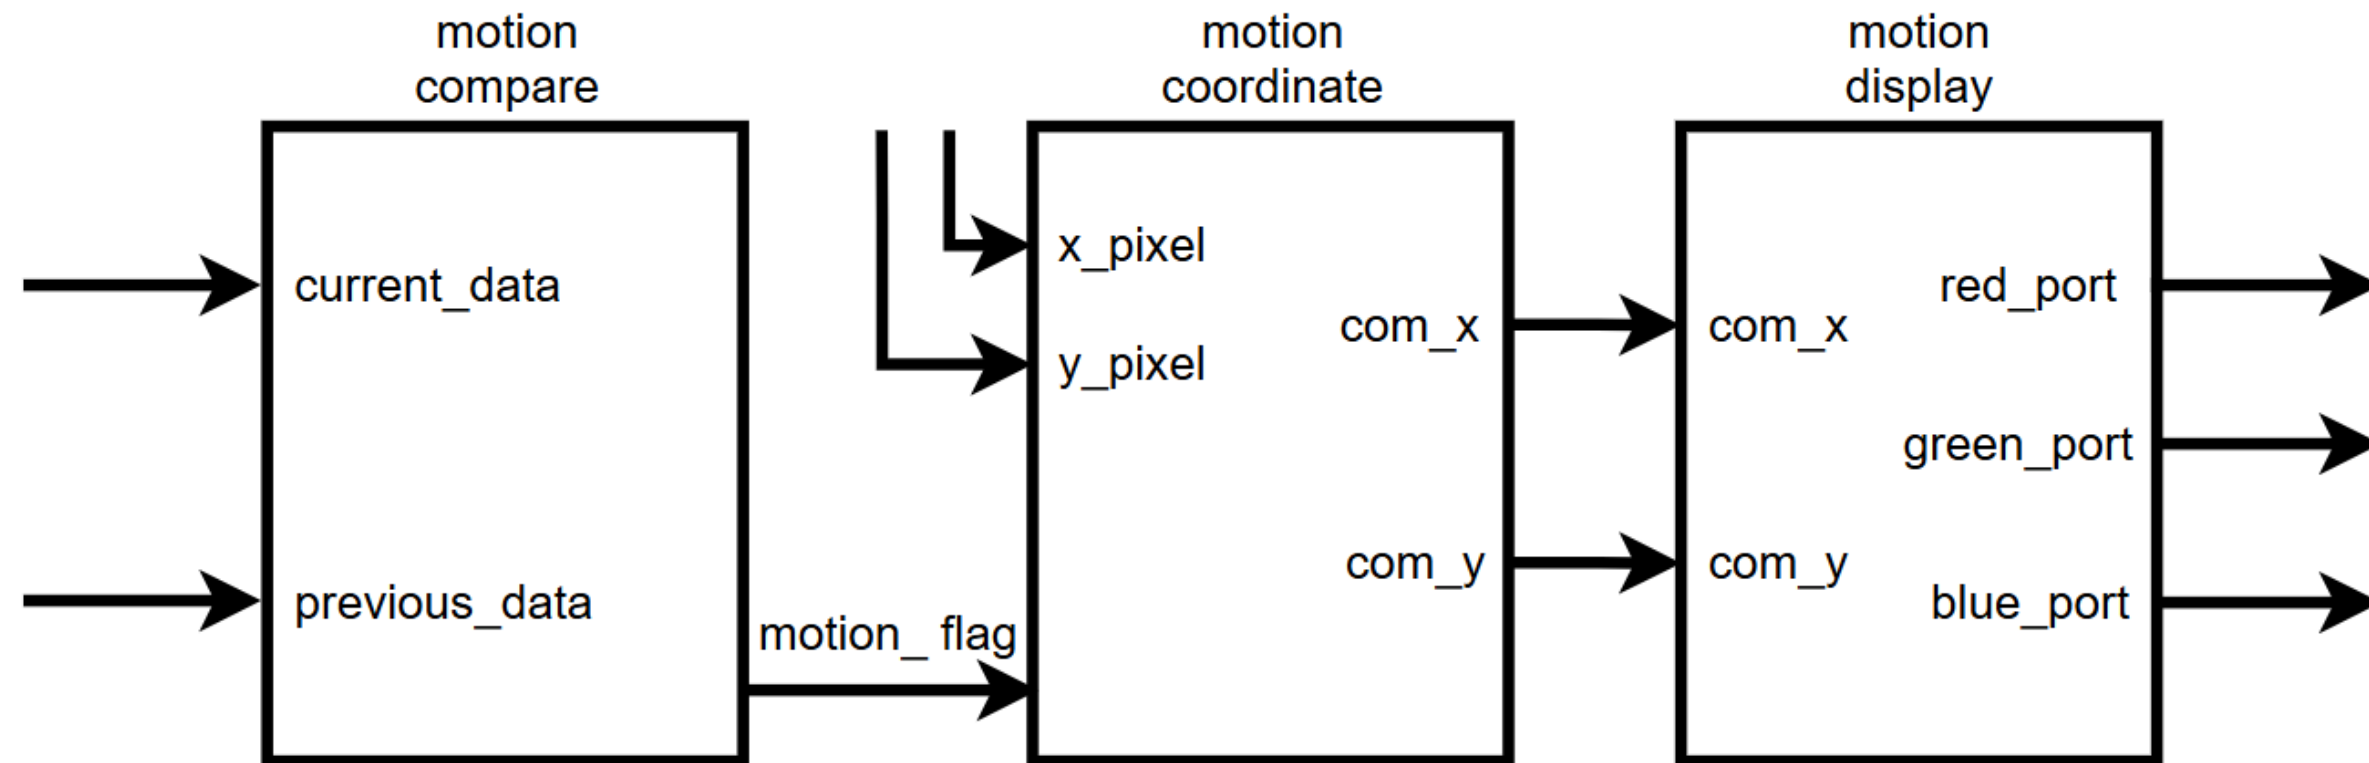 motion
compare
current_data
previous_data
motion_ flag
motion
coordinate
x_pixel
y_pixel
com_x
com_y
motion
display
com_x
com_y
red_port
green_port
blue_port